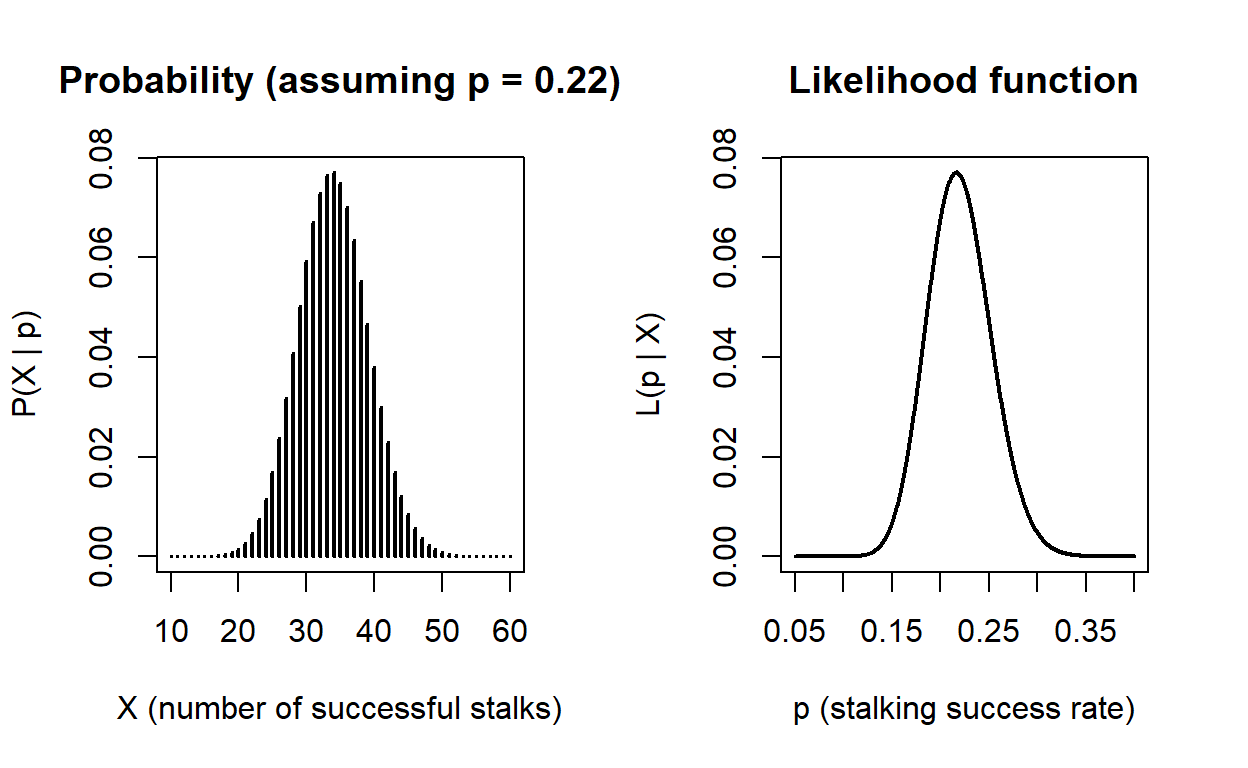 Probability (assuming p = 0.22)
P(X | p)
0.08
0.06
0.04
0.02
0.00
10 20 30 40 50 60
X (number of successful stalks)
Likelihood function
L(p | X)
0.08
0.06
0.04
0.02
0.00
0.05 0.15 0.25 0.35
p (stalking success rate)